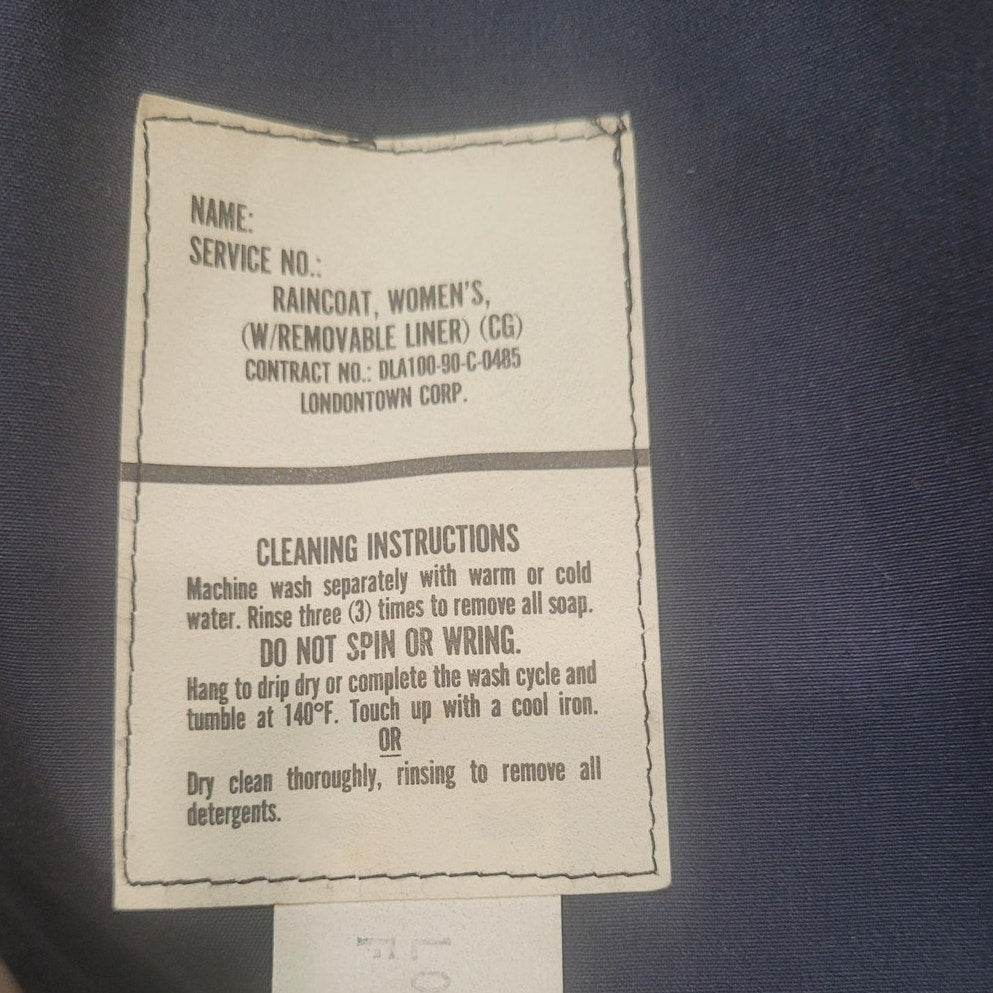 NAME:
SERVICE NO.:
RAINCOAT, WOMEN'S,
(W/REMOVABLE LINER) (CG)
CONTRACT NO.: DLA100-90-C-0485
LONDONTOWN CORP.
CLEANING INSTRUCTIONS
Machine wash separately with warm or cold
water. Rinse three (3) times to remove all soap.
DO NOT SPIN OR WRING.
Hang to drip dry or complete the wash cycle and
tumble at 140°F. Touch up with a cool iron.
OR
Dry clean thoroughly, rinsing to remove all
detergents.